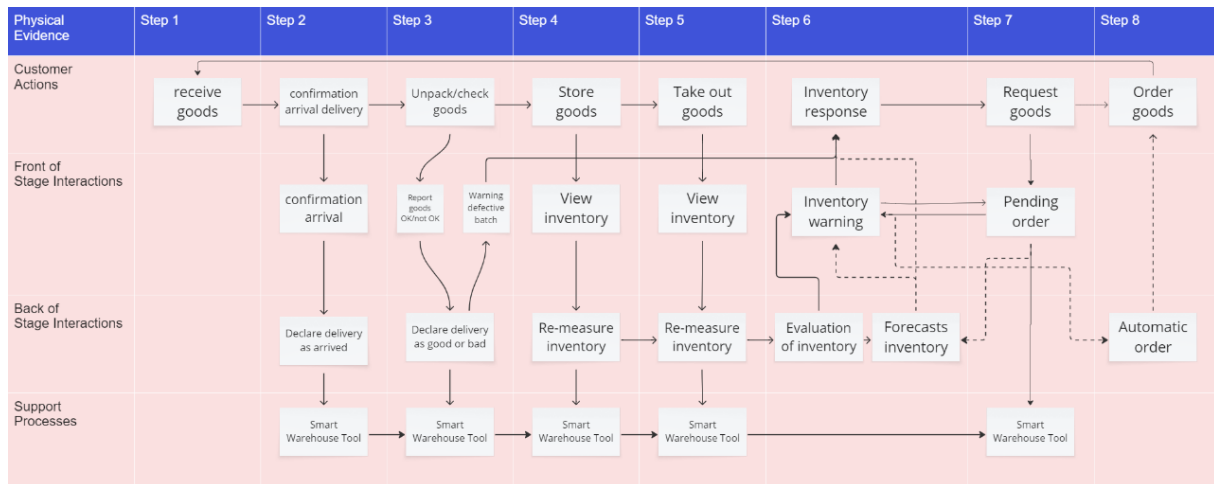 Physical
Evidence
Step 1
Step 2
Step 3
Step 4
Step 5
Step 6
Step 7
Step 8
Customer
Actions
receive
goods
confirmation
arrival delivery
Unpack/check
goods
Store
goods
Take out
goods
Inventory
response
Request
goods
Order
goods
Front of
Stage Interactions
confirmation
arrival
Report
goods
OK/not OK
Warning
defective
batch
View
inventory
View
inventory
Inventory
warning
Pending
order
Back of
Stage Interactions
Declare delivery
as arrived
Declare delivery
as good or bad
Re-measure
inventory
Re-measure
inventory
Evaluation
of inventory
Forecasts
inventory
Automatic
order
Support
Processes
Smart
Warehouse Tool
Smart
Warehouse Tool
Smart
Warehouse Tool
Smart
Warehouse Tool
Smart
Warehouse Tool